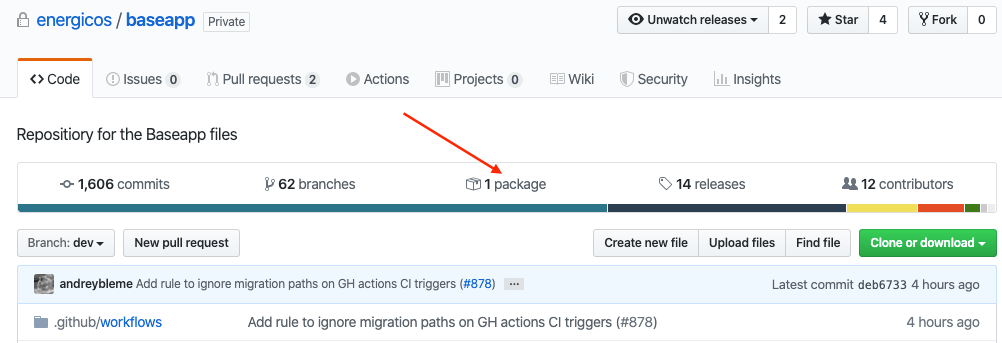 energicos / baseapp Private Unwatch releases 2 Star 4 Fork 0
Code Issues 0 Pull requests 2 Actions Projects 0 Wiki Security Insights
Repositiory for the Baseapp files
1,606 commits 62 branches 1 package 14 releases 12 contributors
Branch: dev New pull request Create new file Upload files Find file Clone or download
andreybleme Add rule to ignore migration paths on GH actions CI triggers (#878) ... Latest commit deb6733 4 hours ago
.github/workflows Add rule to ignore migration paths on GH actions CI triggers (#878) 4 hours ago